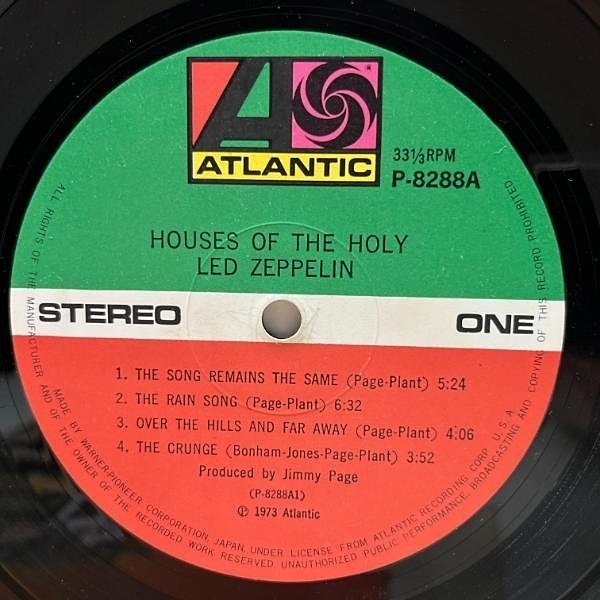 ATLANTIC
33⅓RPM
P-8288A
HOUSES OF THE HOLY
LED ZEPPELIN
STEREO
ONE
1. THE SONG REMAINS THE SAME (Page-Plant) 5:24
2. THE RAIN SONG (Page-Plant) 6:32
3. OVER THE HILLS AND FAR AWAY (Page-Plant) 4:06
4. THE CRUNGE (Bonham-Jones-Page-Plant) 3:52
Produced by Jimmy Page
(P-8288A1)
Ⓟ 1973 Atlantic
MADE BY WARNER-PIONEER CORPORATION, JAPAN, UNDER LICENSE FROM ATLANTIC RECORDING CORP. U.S.A.
ALL RIGHTS OF THE MANUFACTURER AND OF THE OWNER OF THE RECORDED WORK RESERVED. UNAUTHORIZED PUBLIC PERFORMANCE, BROADCASTING AND COPYING OF THIS RECORD PROHIBITED